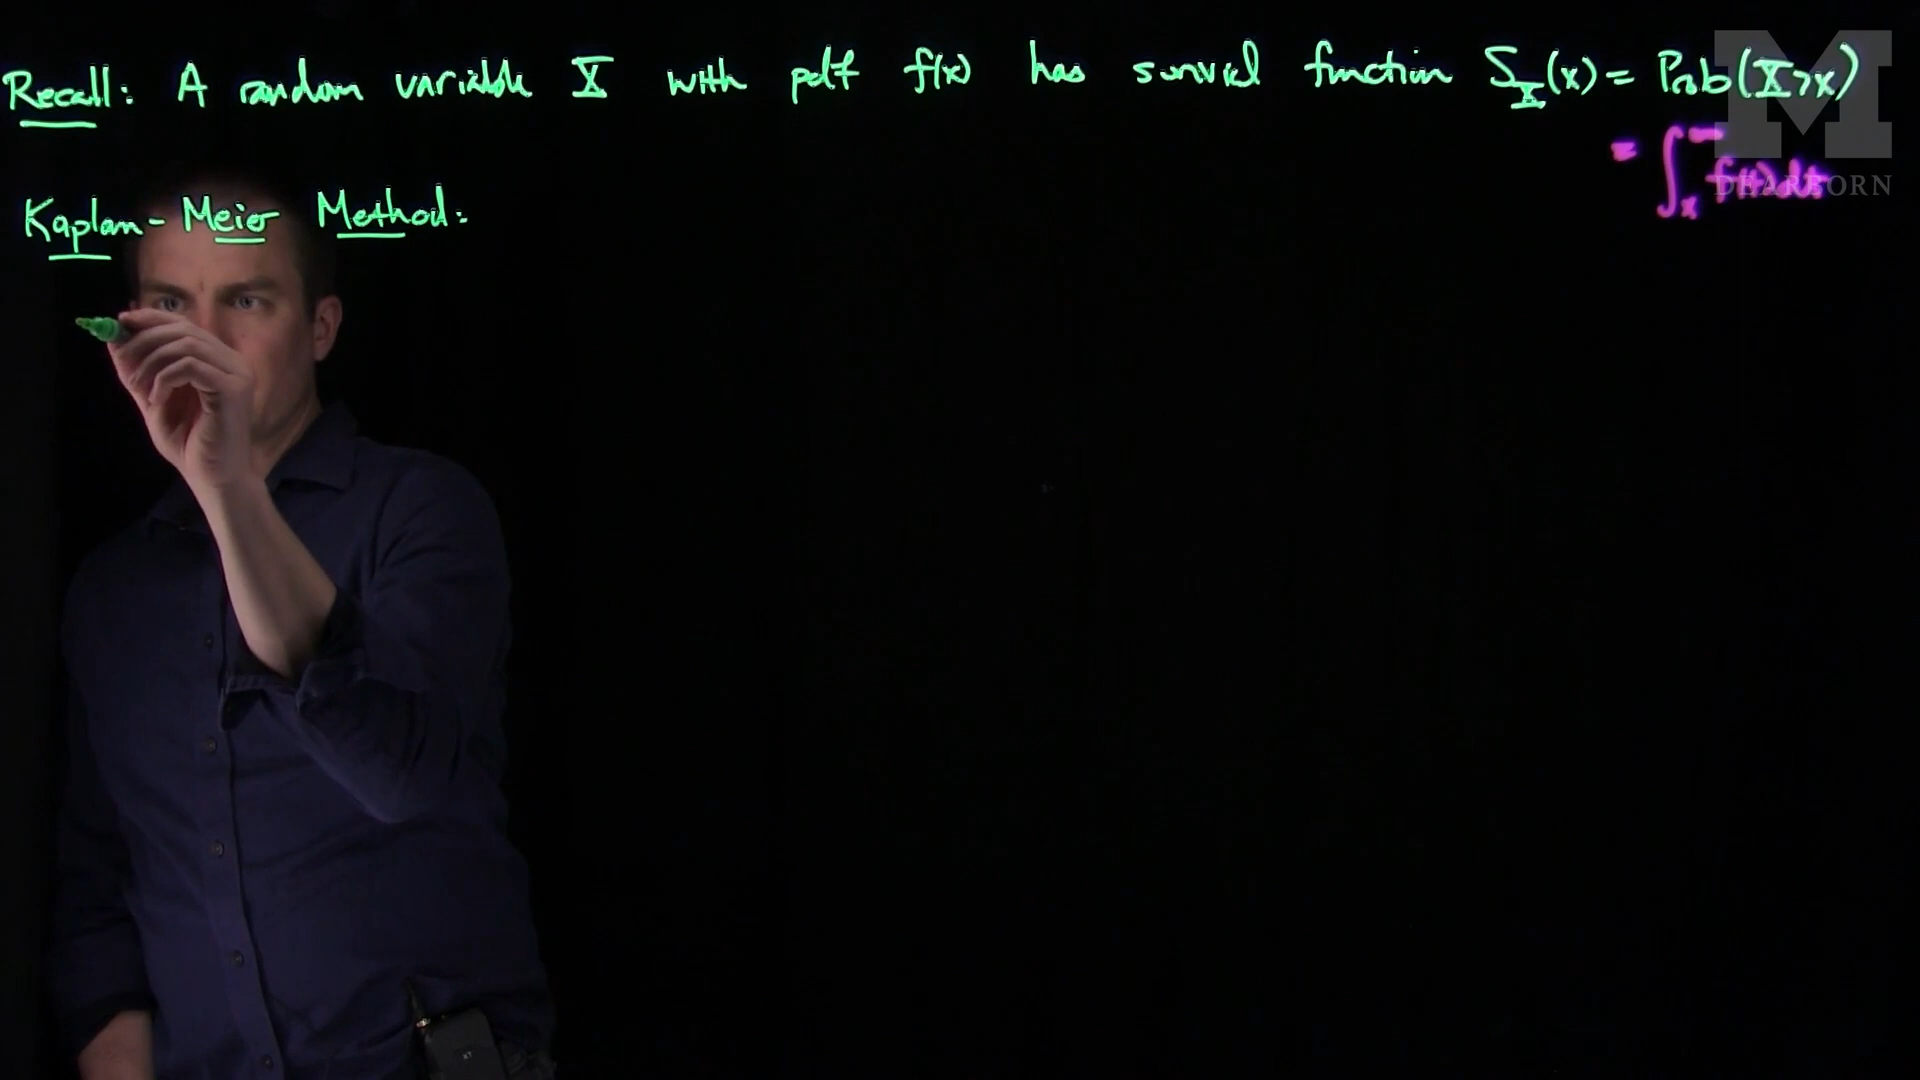 Recall: A random variable X with pdf f(x) has survival function S_X(x) = Prob(X>x)
= ∫_x^∞ f(t)dt
M
DEARBORN
Kaplan-Meier Method: